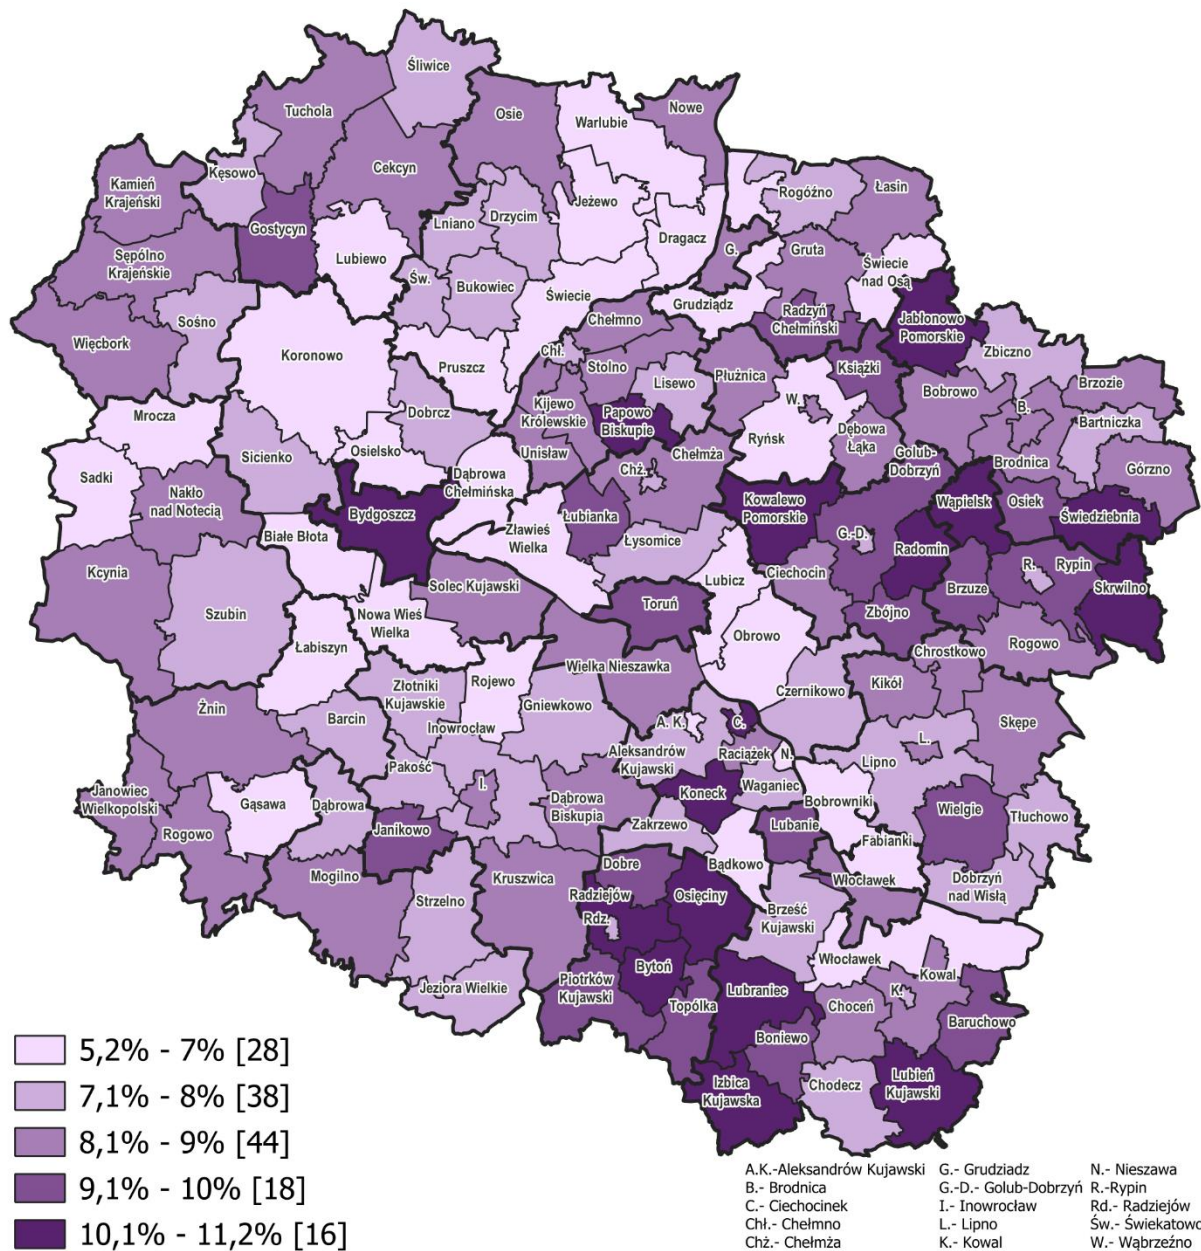 Śliwice
Tuchola
Osie
Warlubie
Nowe
Kęsowo
Cekcyn
Kamień
Krajeński
Rogóźno
Łasin
Jeżewo
Drzycim
Lniano
Gostycyn
Dragacz
G.
Gruta
Sępólno
Krajeńskie
Lubiewo
Św.
Bukowiec
Świecie
Świecie
nad Osą
Grudziądz
Radzyń
Chełmiński
Jabłonowo
Pomorskie
Chełmno
Sośno
Więcbork
Koronowo
Pruszcz
Chł.
Stolno
Płużnica
Książki
Zbiczno
Lisewo
Bobrowo
Brzozie
Mrocza
Dobrcz
Kijewo
Królewskie
Papowo
Biskupie
W.
B.
Bartniczka
Dębowa
Łąka
Ryńsk
Osielsko
Sicienko
Unisław
Chełmża
Golub-
Dobrzyń
Brodnica
Górzno
Sadki
Dąbrowa
Chełmińska
Chż.
Nakło
nad Notecią
Kowalewo
Pomorskie
Wąpielsk
Osiek
Świedziebnia
Bydgoszcz
Zławieś
Wielka
Łubianka
Białe Błota
G.-D.
Łysomice
Radomin
R.
Rypin
Kcynia
Ciechocin
Lubicz
Skrwilno
Solec Kujawski
Brzuze
Szubin
Nowa Wieś
Wielka
Toruń
Zbójno
Obrowo
Rogowo
Łabiszyn
Chrostkowo
Wielka Nieszawka
Rojewo
Złotniki
Kujawskie
Czernikowo
Kikół
Żnin
Gniewkowo
Barcin
Inowrocław
A. K.
C.
Skępe
L.
Aleksandrów
Kujawski
Raciążek
N.
Lipno
Pakość
I.
Waganiec
Janowiec
Wielkopolski
Koneck
Gąsawa
Dąbrowa
Dąbrowa
Biskupia
Bobrowniki
Wielgie
Tłuchowo
Rogowo
Janikowo
Zakrzewo
Lubanie
Fabianki
Dobre
Bądkowo
Mogilno
Kruszwica
Włocławek
Dobrzyń
nad Wisłą
Radziejów
Osięciny
Strzelno
Rdz.
Brześć
Kujawski
Włocławek
Kowal
Bytoń
Piotrków
Kujawski
Lubraniec
Jeziora Wielkie
K.
Topólka
Choceń
Baruchowo
Boniewo
Izbica
Kujawska
Chodecz
Lubień
Kujawski
5,2% - 7% [28]
7,1% - 8% [38]
8,1% - 9% [44]
9,1% - 10% [18]
10,1% - 11,2% [16]
A.K.-Aleksandrów Kujawski
B.- Brodnica
C.- Ciechocinek
Chł.- Chełmno
Chż.- Chełmża
G.- Grudziadz
G.-D.- Golub-Dobrzyń
I.- Inowrocław
L.- Lipno
K.- Kowal
N.- Nieszawa
R.-Rypin
Rd.- Radziejów
Św.- Świekatowo
W.- Wąbrzeźno